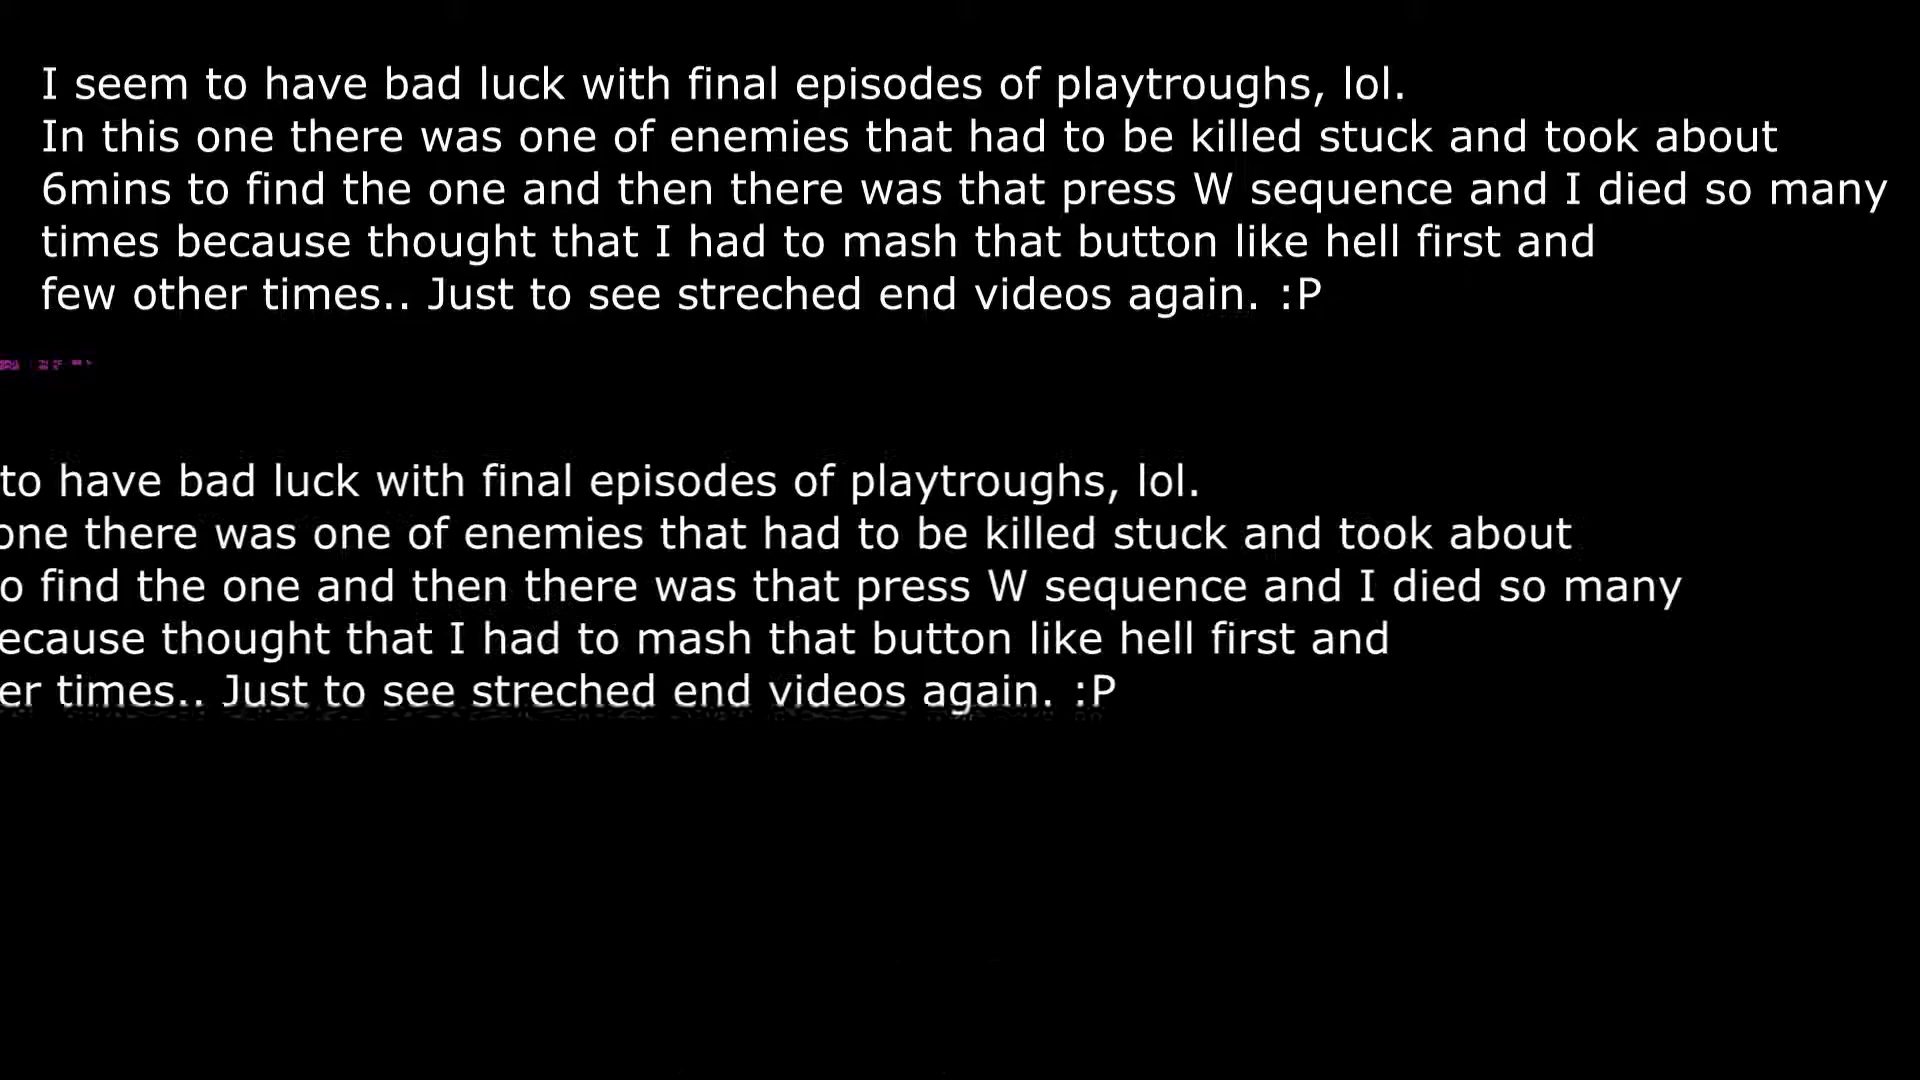 I seem to have bad luck with final episodes of playtroughs, lol.
In this one there was one of enemies that had to be killed stuck and took about
6mins to find the one and then there was that press W sequence and I died so many
times because thought that I had to mash that button like hell first and
few other times.. Just to see streched end videos again. :P
to have bad luck with final episodes of playtroughs, lol.
one there was one of enemies that had to be killed stuck and took about
o find the one and then there was that press W sequence and I died so many
ecause thought that I had to mash that button like hell first and
er times.. Just to see streched end videos again. :P